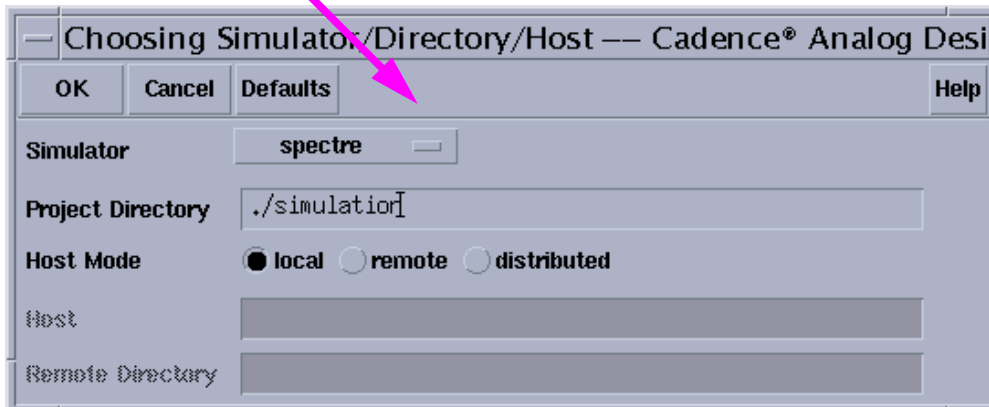 Choosing Simulator/Directory/Host —— Cadence® Analog Desi
OK Cancel Defaults Help
Simulator spectre
Project Directory ./simulation
Host Mode local remote distributed
Host
Remote Directory